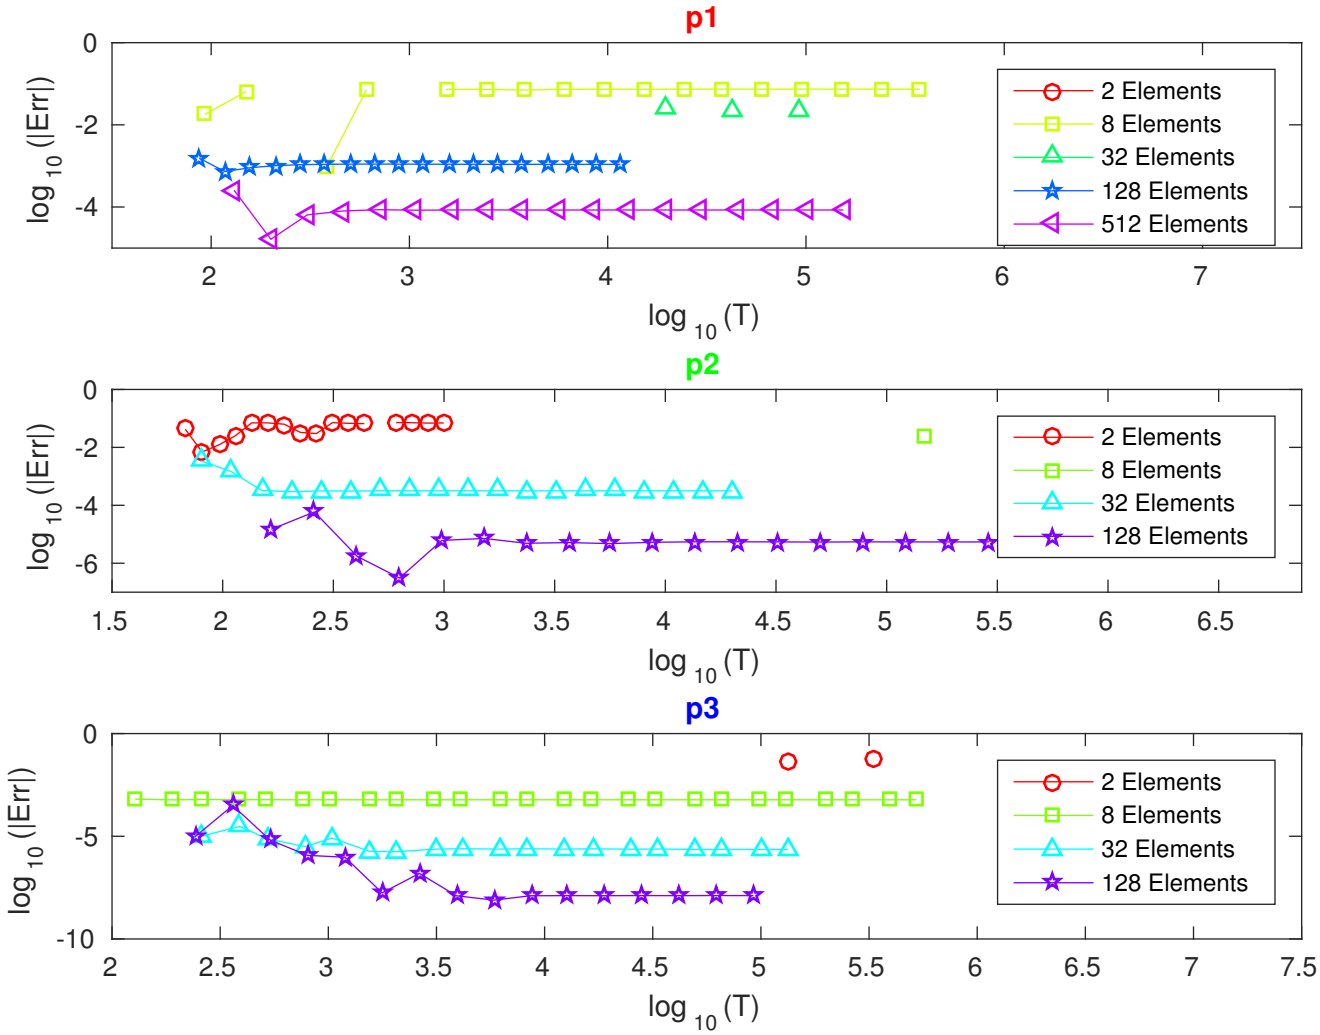 p1
0
-2
-4
log 10 (|Err|)
2 3 4 5 6 7
log 10 (T)
2 Elements
8 Elements
32 Elements
128 Elements
512 Elements
p2
0
-2
-4
-6
log 10 (|Err|)
1.5 2 2.5 3 3.5 4 4.5 5 5.5 6 6.5
log 10 (T)
2 Elements
8 Elements
32 Elements
128 Elements
p3
0
-5
-10
log 10 (|Err|)
2 2.5 3 3.5 4 4.5 5 5.5 6 6.5 7 7.5
log 10 (T)
2 Elements
8 Elements
32 Elements
128 Elements